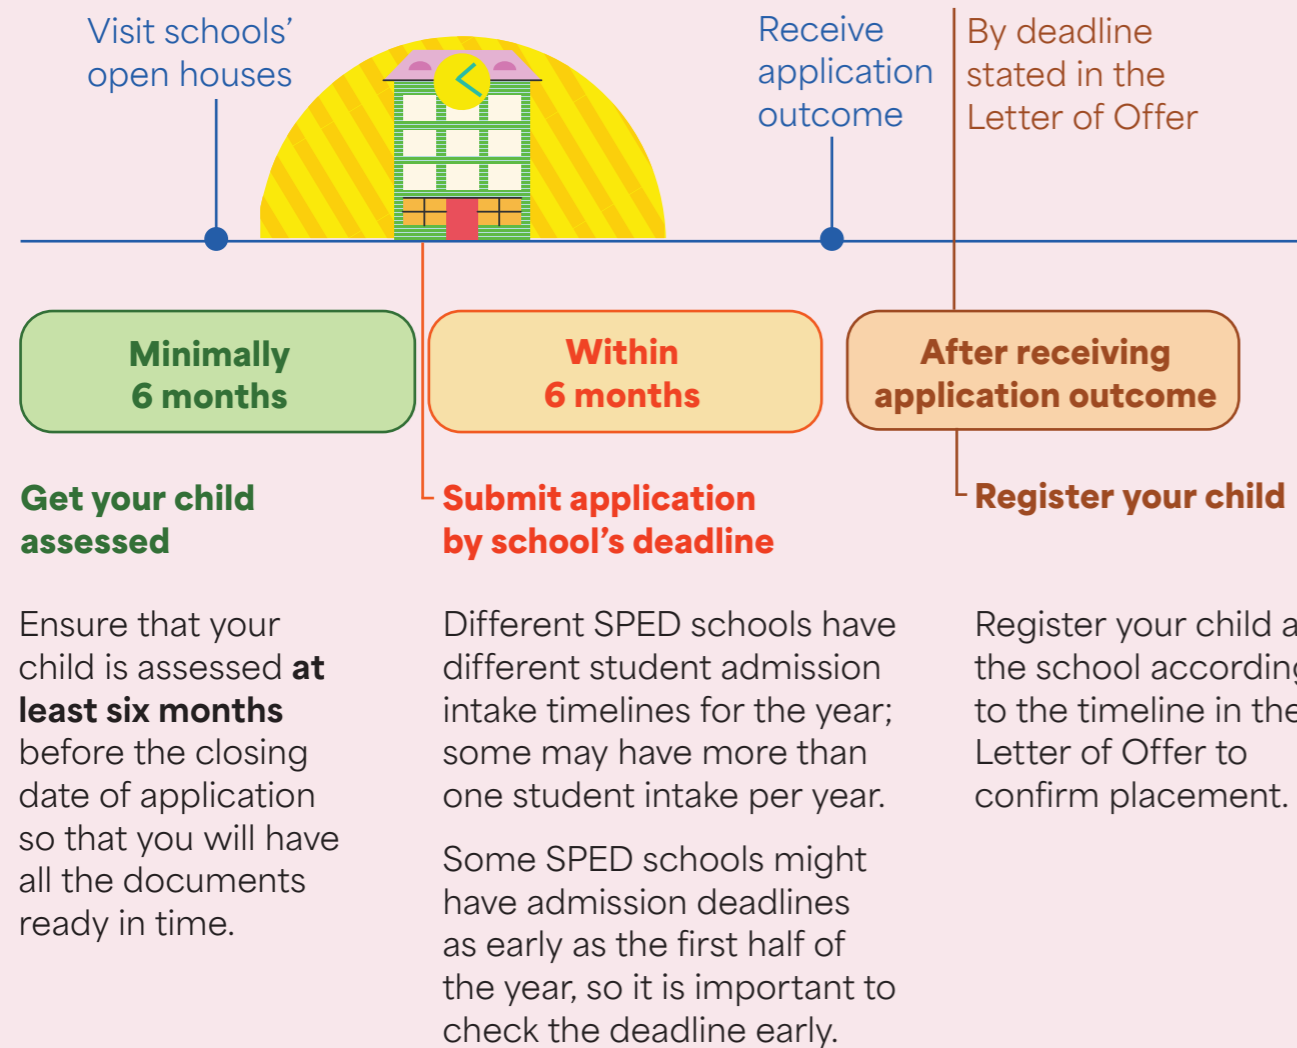 Visit schools’
open houses
Receive
application
outcome
By deadline
stated in the
Letter of Offer
Minimally
6 months
Within
6 months
After receiving
application outcome
Get your child
assessed
Ensure that your
child is assessed at
least six months
before the closing
date of application
so that you will have
all the documents
ready in time.
Submit application
by school’s deadline
Different SPED schools have
different student admission
intake timelines for the year;
some may have more than
one student intake per year.
Some SPED schools might
have admission deadlines
as early as the first half of
the year, so it is important to
check the deadline early.
Register your child
Register your child
the school according
to the timeline in the
Letter of Offer to
confirm placement.